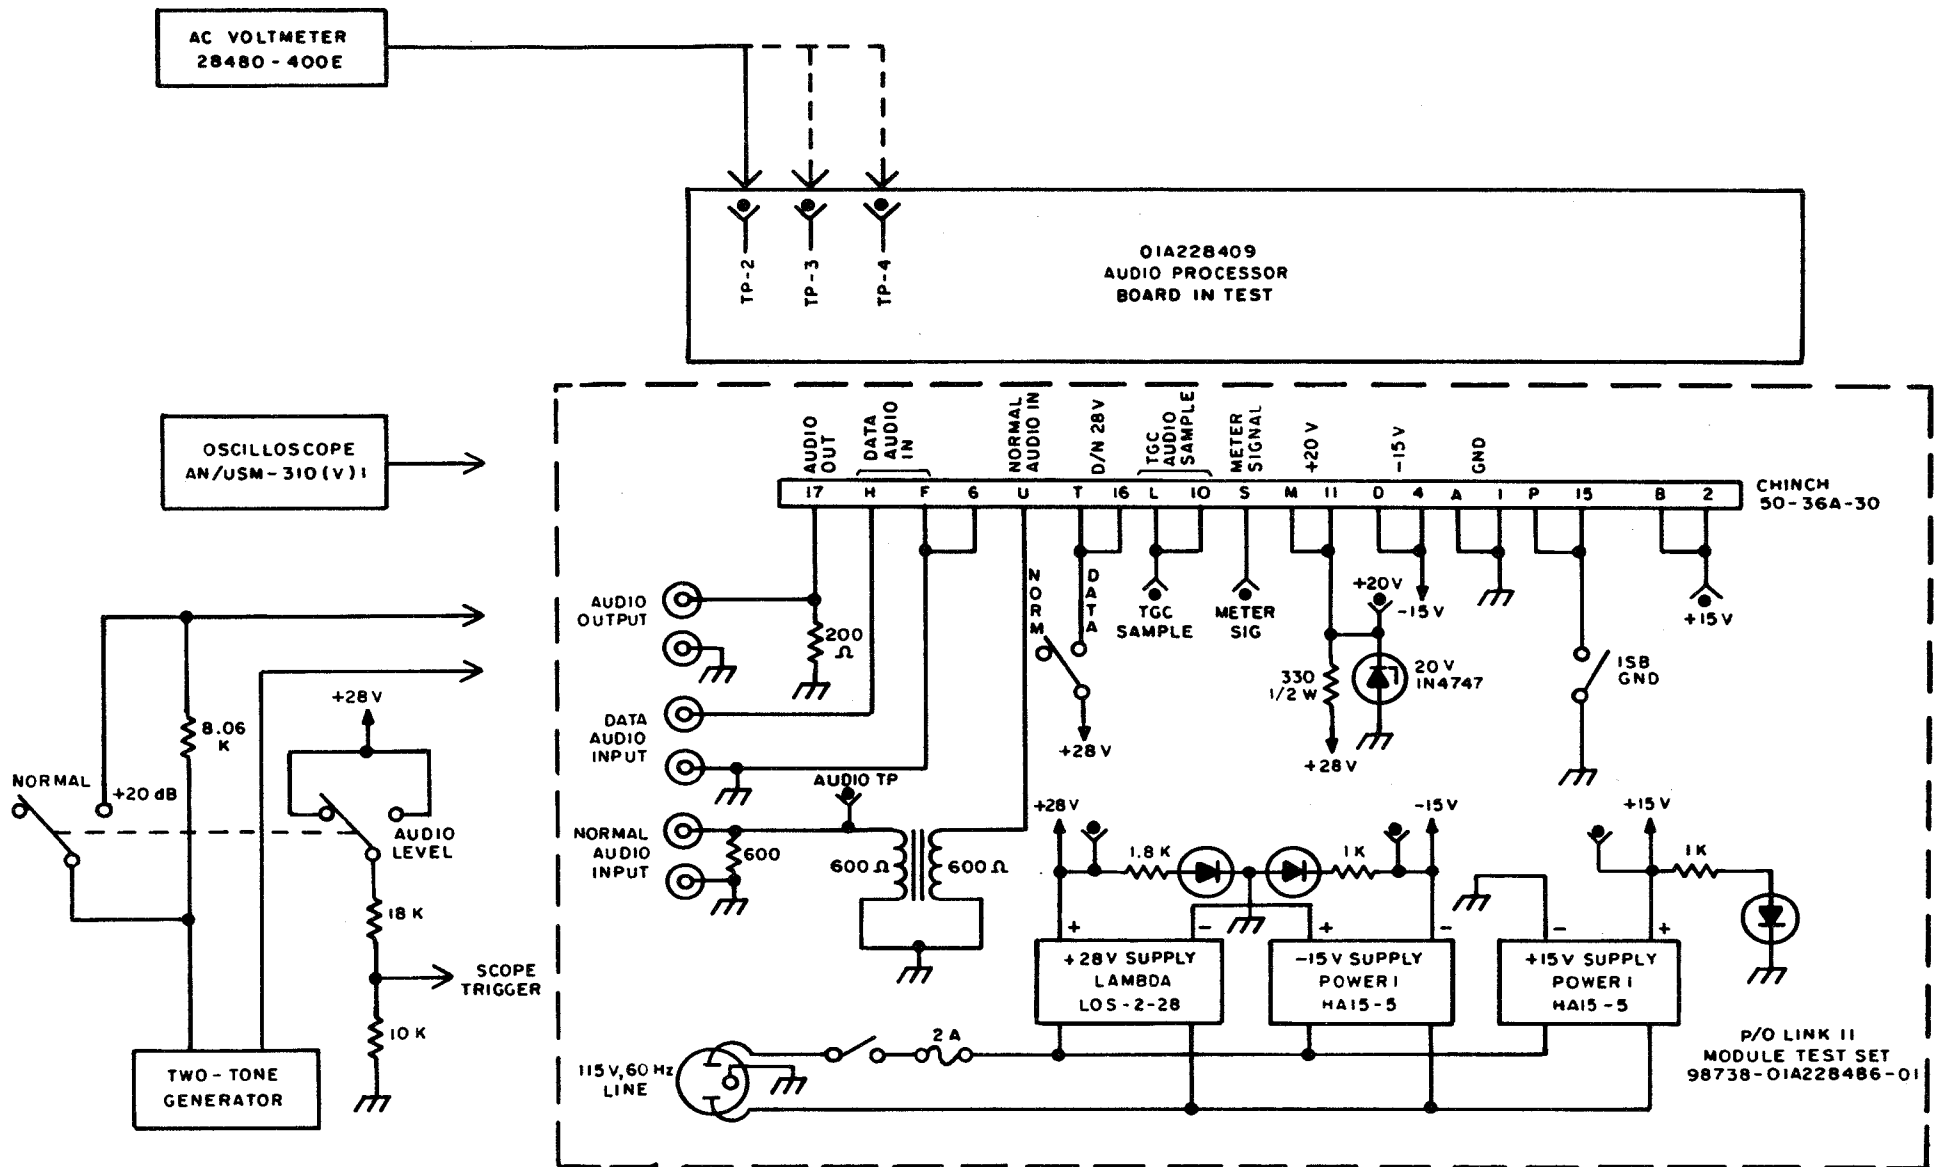 AC VOLTMETER
28480-400E
TP-2
TP-3
TP-4
01A228409
AUDIO PROCESSOR
BOARD IN TEST
OSCILLOSCOPE
AN/USM-310(V)1
AUDIO
OUT
DATA
AUDIO
IN
NORMAL
AUDIO IN
D/N 28V
TGC
AUDIO
SAMPLE
METER
SIGNAL
+20V
-15V
GND
17 H F 6 U T 16 L 10 S M 11 D 4 A 1 P 15 B 2
CHINCH
50-36A-30
NORM
DATA
TGC
SAMPLE
METER
SIG
+20V
-15V
+15V
AUDIO
OUTPUT
200
Ω
330
1/2 W
20 V
1N4747
ISB
GND
+28V
+28V
DATA
AUDIO
INPUT
AUDIO TP
NORMAL
AUDIO
INPUT
600
600Ω
600Ω
+28V
8.06
K
NORMAL
+20 dB
AUDIO
LEVEL
18 K
SCOPE
TRIGGER
10 K
TWO-TONE
GENERATOR
+28V
-15V
+15V
1.8K
1K
1K
+
-
+
-
-
+
+28V SUPPLY
LAMBDA
LOS-2-28
-15V SUPPLY
POWER 1
HA15-5
+15V SUPPLY
POWER 1
HA15-5
2 A
115V,60 Hz
LINE
P/O LINK 11
MODULE TEST SET
98738-01A228486-01